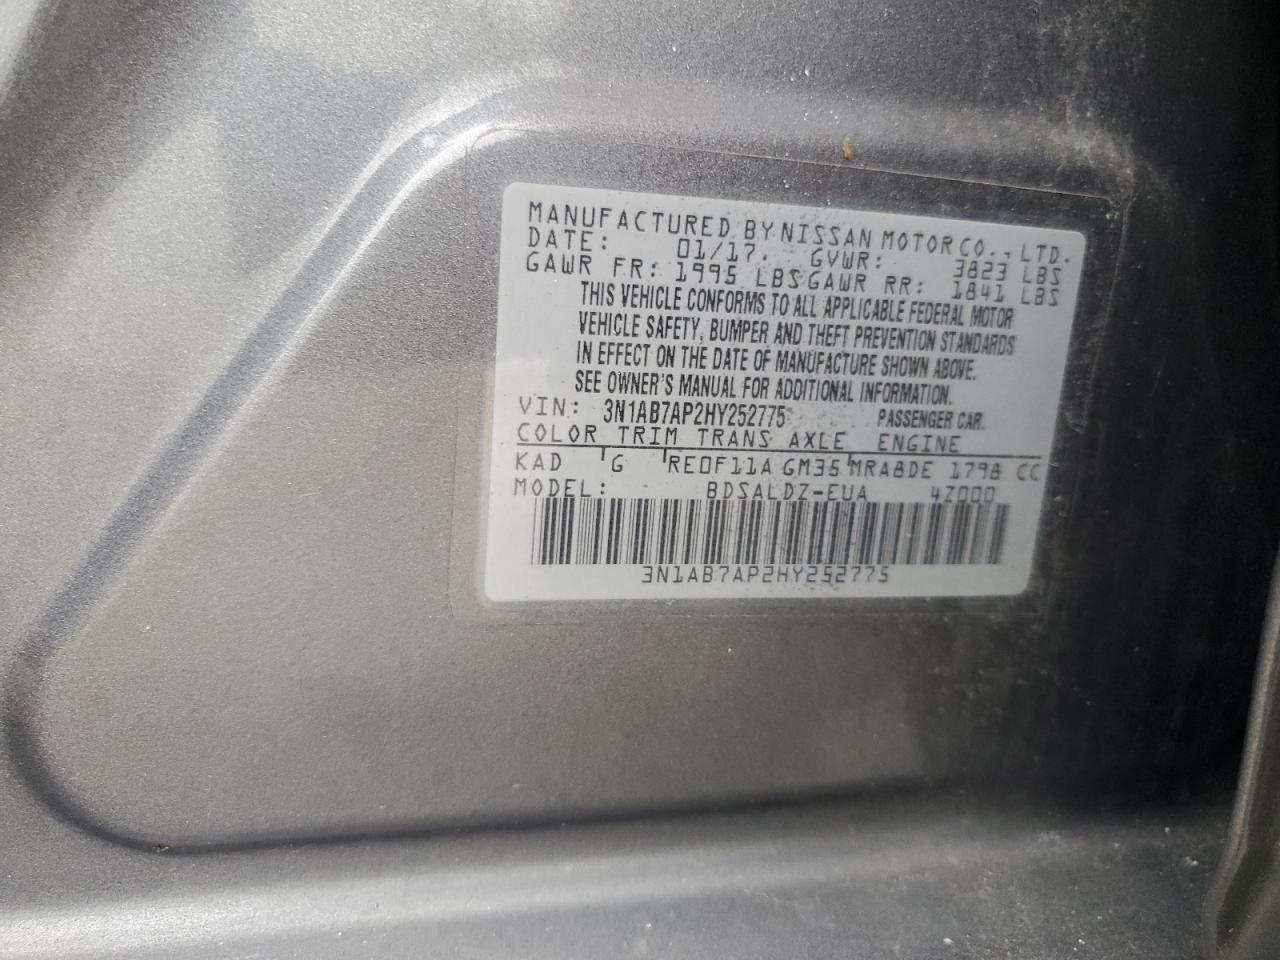 MANUFACTURED BY NISSAN MOTOR CO., LTD.
DATE: 01/17. GVWR: 3823 LBS
GAWR FR: 1995 LBS GAWR RR: 1841 LBS
THIS VEHICLE CONFORMS TO ALL APPLICABLE FEDERAL MOTOR
VEHICLE SAFETY, BUMPER AND THEFT PREVENTION STANDARDS
IN EFFECT ON THE DATE OF MANUFACTURE SHOWN ABOVE.
SEE OWNER'S MANUAL FOR ADDITIONAL INFORMATION.
VIN: 3N1AB7AP2HY252775 PASSENGER CAR.
COLOR TRIM TRANS AXLE ENGINE
KAD G RE0F11A GM35 MRA8DE 1798 CC
MODEL: BDSALDZ-EUA 4Z000
3N1AB7AP2HY252775